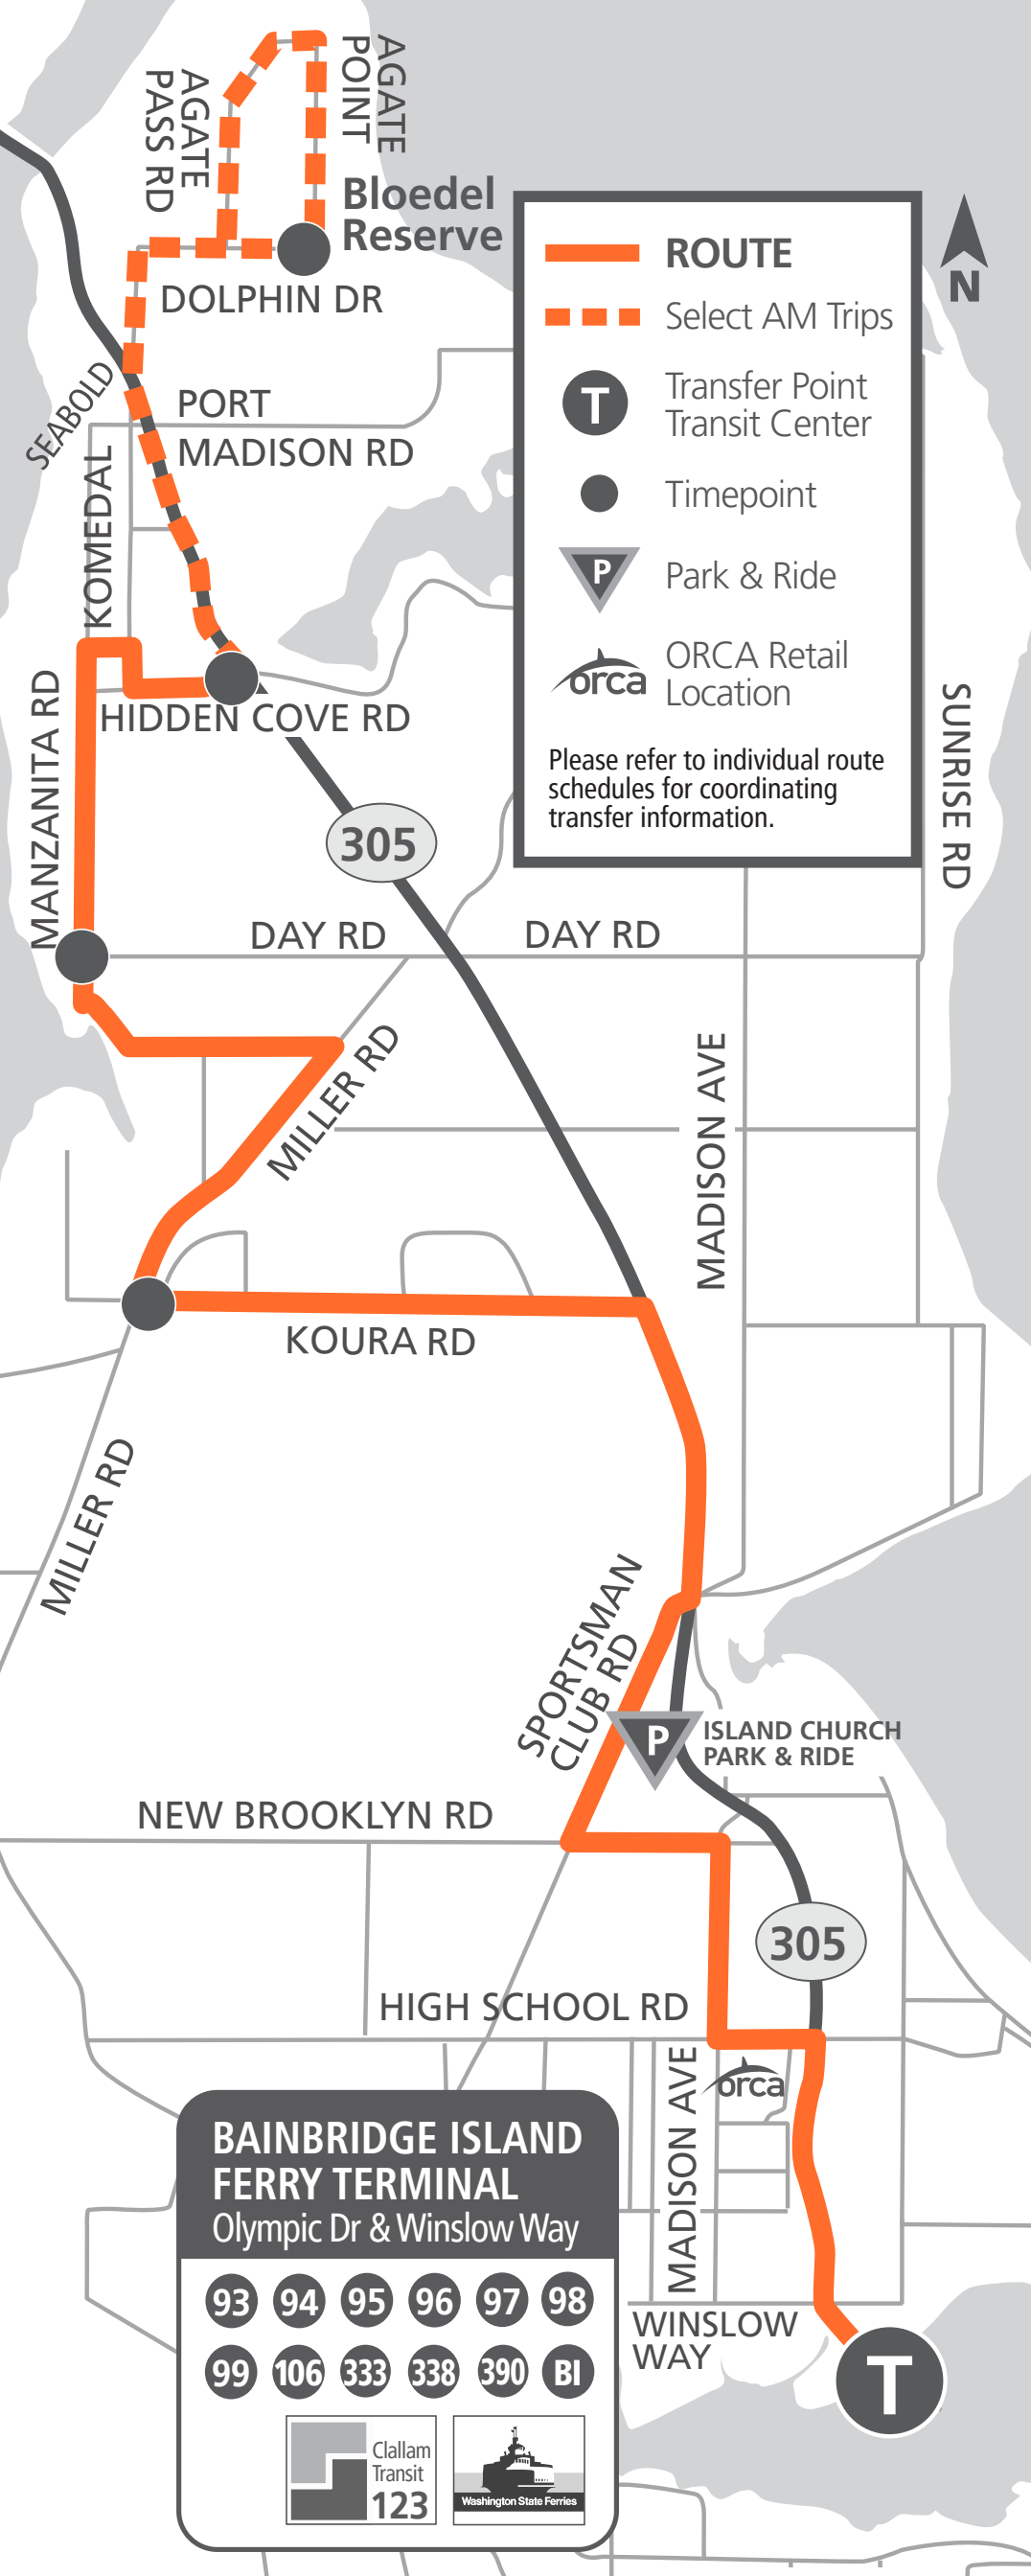 AGATE
POINT
AGATE
PASS RD
Bloedel
Reserve
DOLPHIN DR
SEABOLD
PORT
MADISON RD
KOMEDAL
MANZANITA RD
HIDDEN COVE RD
305
ROUTE
Select AM Trips
T
Transfer Point
Transit Center
Timepoint
P
Park & Ride
orca
ORCA Retail
Location
Please refer to individual route
schedules for coordinating
transfer information.
N
SUNRISE RD
DAY RD
DAY RD
MILLER RD
MADISON AVE
KOURA RD
MILLER RD
SPORTSMAN
CLUB RD
P
ISLAND CHURCH
PARK & RIDE
NEW BROOKLYN RD
305
HIGH SCHOOL RD
MADISON AVE
orca
BAINBRIDGE ISLAND
FERRY TERMINAL
Olympic Dr & Winslow Way
93 94 95 96 97 98
99 106 333 338 390 BI
Clallam
Transit
123
Washington State Ferries
WINSLOW
WAY
T